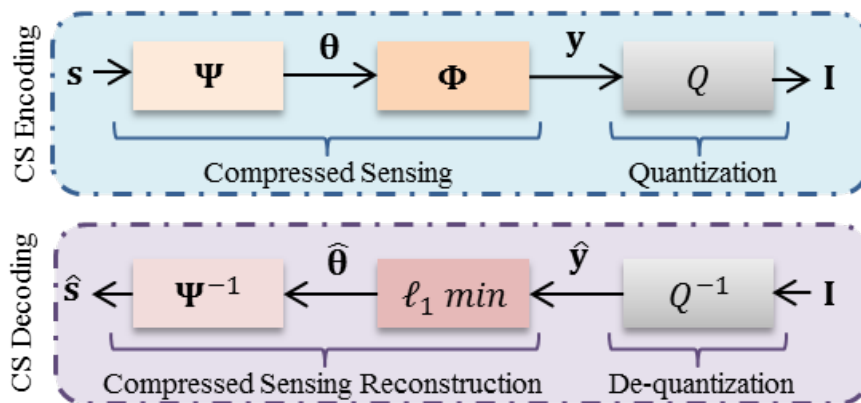 CS Encoding
s Ψ θ Φ y Q I
Compressed Sensing Quantization
CS Decoding
ŝ Ψ⁻¹ θ̂ ℓ₁ min ŷ Q⁻¹ I
Compressed Sensing Reconstruction De-quantization